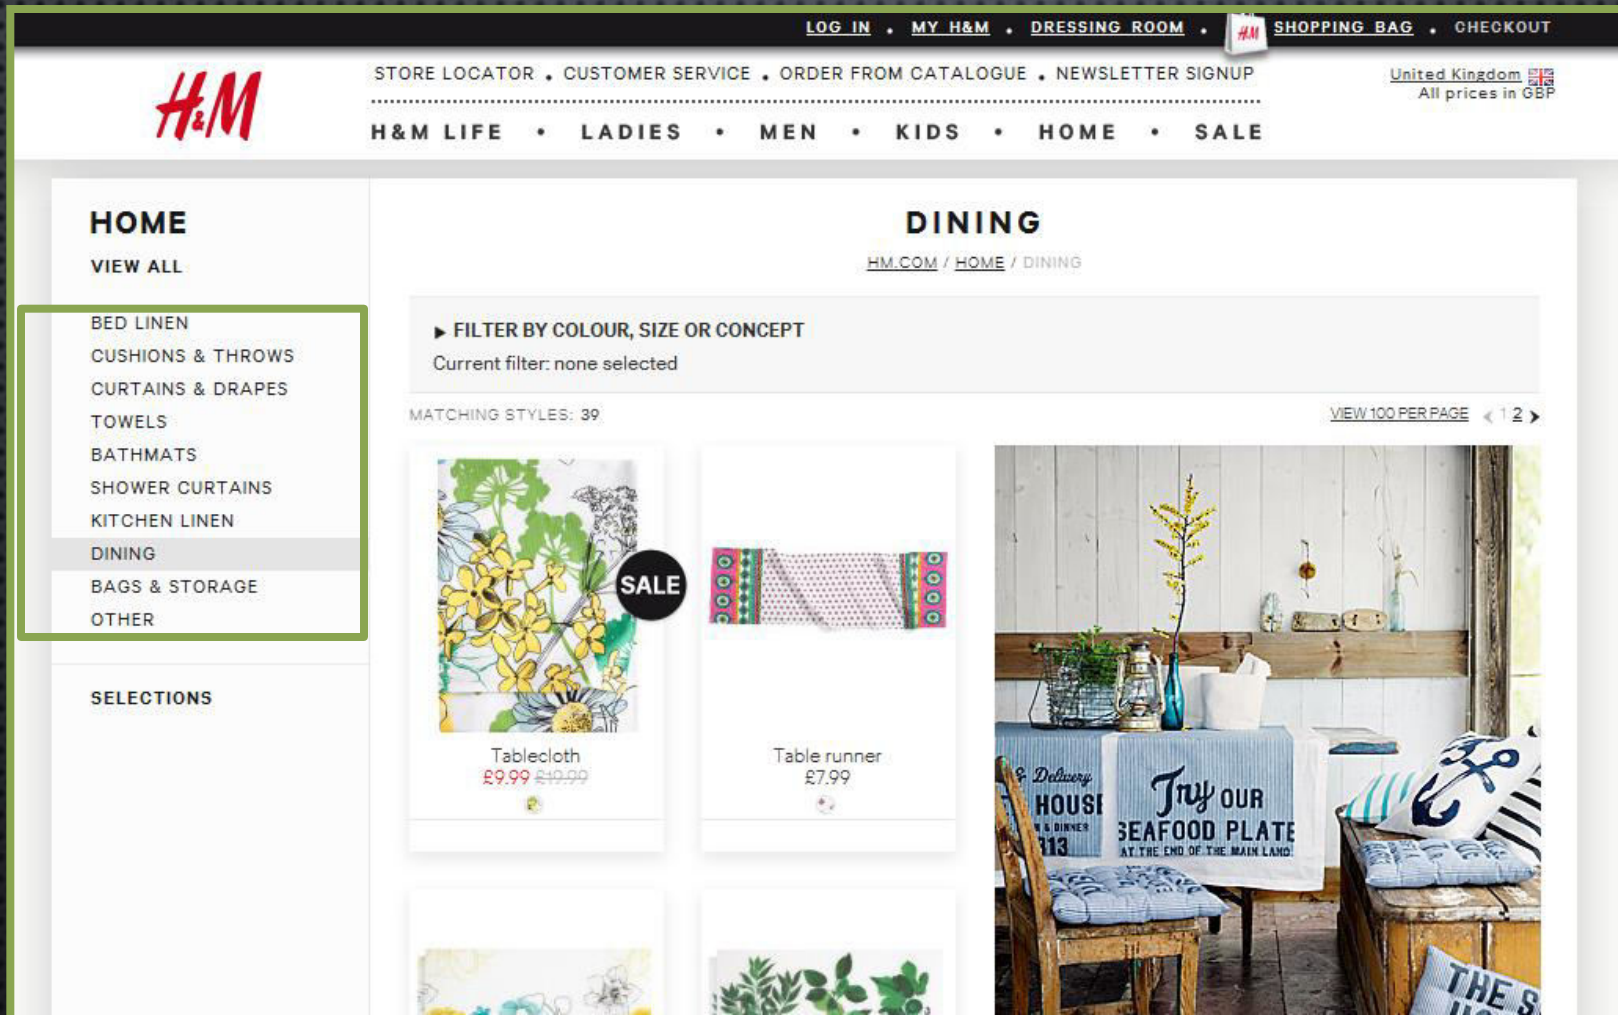 LOG IN . MY H&M . DRESSING ROOM . H&M SHOPPING BAG . CHECKOUT
H&M
STORE LOCATOR . CUSTOMER SERVICE . ORDER FROM CATALOGUE . NEWSLETTER SIGNUP
United Kingdom
All prices in GBP
H&M LIFE • LADIES • MEN • KIDS • HOME • SALE
HOME
VIEW ALL
BED LINEN
CUSHIONS & THROWS
CURTAINS & DRAPES
TOWELS
BATHMATS
SHOWER CURTAINS
KITCHEN LINEN
DINING
BAGS & STORAGE
OTHER
SELECTIONS
DINING
HM.COM / HOME / DINING
FILTER BY COLOUR, SIZE OR CONCEPT
Current filter: none selected
MATCHING STYLES: 39
VIEW 100 PER PAGE 1 2
SALE
Tablecloth
£9.99 £19.99
Table runner
£7.99
& Delivery
HOUSE
& DINNER
313
Try OUR
SEAFOOD PLATE
AT THE END OF THE MAIN LAND
THE S